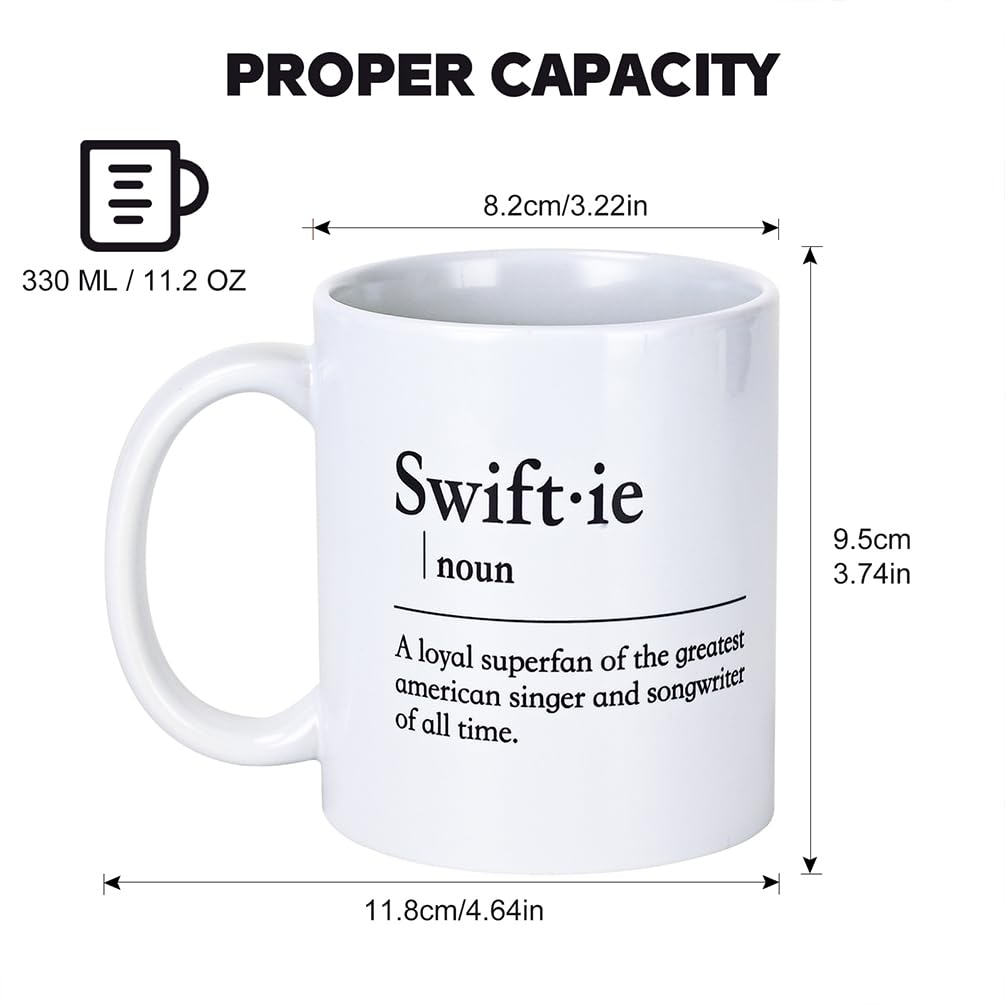 PROPER CAPACITY
330 ML / 11.2 OZ
8.2cm/3.22in
Swift·ie
noun
A loyal superfan of the greatest
american singer and songwriter
of all time.
9.5cm
3.74in
11.8cm/4.64in